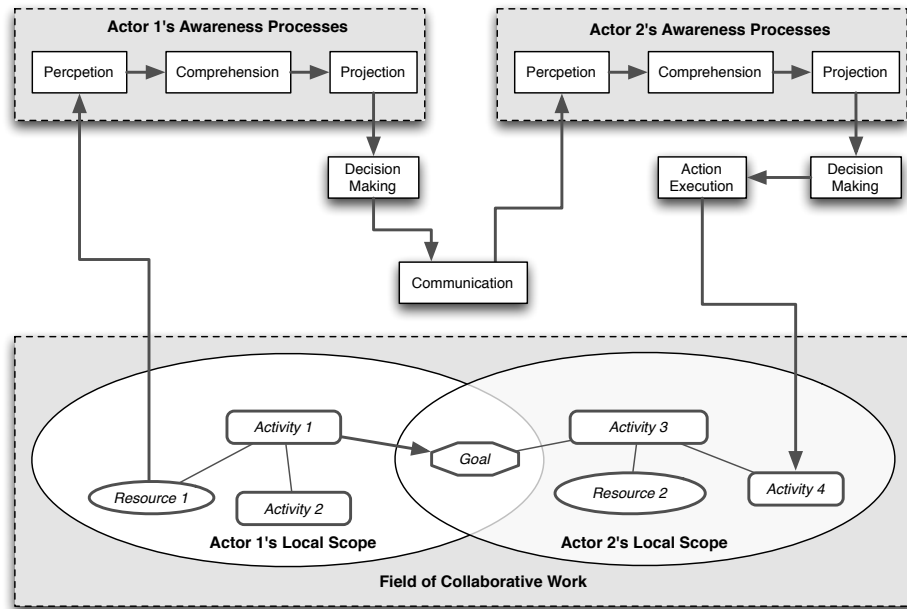 Actor 1's Awareness Processes
Percpetion
Comprehension
Projection
Actor 2's Awareness Processes
Percpetion
Comprehension
Projection
Decision
Making
Action
Execution
Decision
Making
Communication
Activity 1
Activity 3
Goal
Resource 1
Activity 2
Resource 2
Activity 4
Actor 1's Local Scope
Actor 2's Local Scope
Field of Collaborative Work